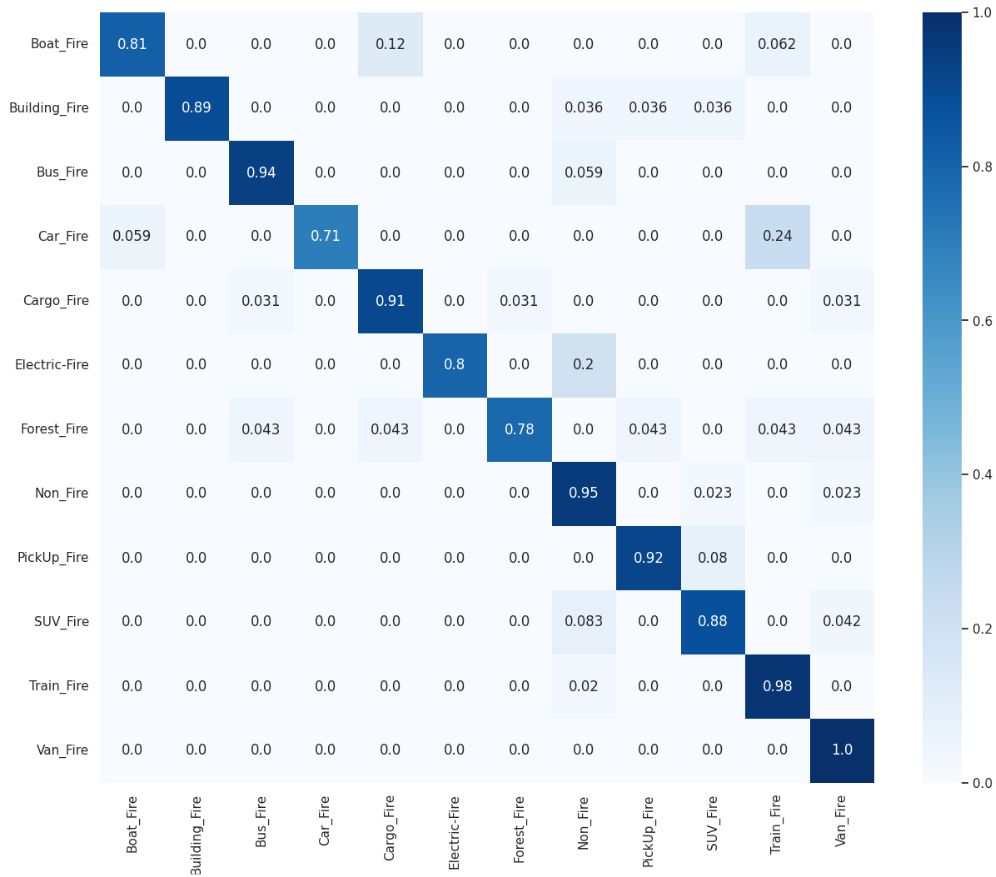 Boat_Fire 0.81 0.0 0.0 0.0 0.12 0.0 0.0 0.0 0.0 0.0 0.062 0.0
Building_Fire 0.0 0.89 0.0 0.0 0.0 0.0 0.0 0.036 0.036 0.036 0.0 0.0
Bus_Fire 0.0 0.0 0.94 0.0 0.0 0.0 0.0 0.059 0.0 0.0 0.0 0.0
Car_Fire 0.059 0.0 0.0 0.71 0.0 0.0 0.0 0.0 0.0 0.0 0.24 0.0
Cargo_Fire 0.0 0.0 0.031 0.0 0.91 0.0 0.031 0.0 0.0 0.0 0.0 0.031
Electric-Fire 0.0 0.0 0.0 0.0 0.0 0.8 0.0 0.2 0.0 0.0 0.0 0.0
Forest_Fire 0.0 0.0 0.043 0.0 0.043 0.0 0.78 0.0 0.043 0.0 0.043 0.043
Non_Fire 0.0 0.0 0.0 0.0 0.0 0.0 0.0 0.95 0.0 0.023 0.0 0.023
PickUp_Fire 0.0 0.0 0.0 0.0 0.0 0.0 0.0 0.0 0.92 0.08 0.0 0.0
SUV_Fire 0.0 0.0 0.0 0.0 0.0 0.0 0.0 0.083 0.0 0.88 0.0 0.042
Train_Fire 0.0 0.0 0.0 0.0 0.0 0.0 0.0 0.02 0.0 0.0 0.98 0.0
Van_Fire 0.0 0.0 0.0 0.0 0.0 0.0 0.0 0.0 0.0 0.0 0.0 1.0
Boat_Fire Building_Fire Bus_Fire Car_Fire Cargo_Fire Electric-Fire Forest_Fire Non_Fire PickUp_Fire SUV_Fire Train_Fire Van_Fire
1.0
0.8
0.6
0.4
0.2
0.0